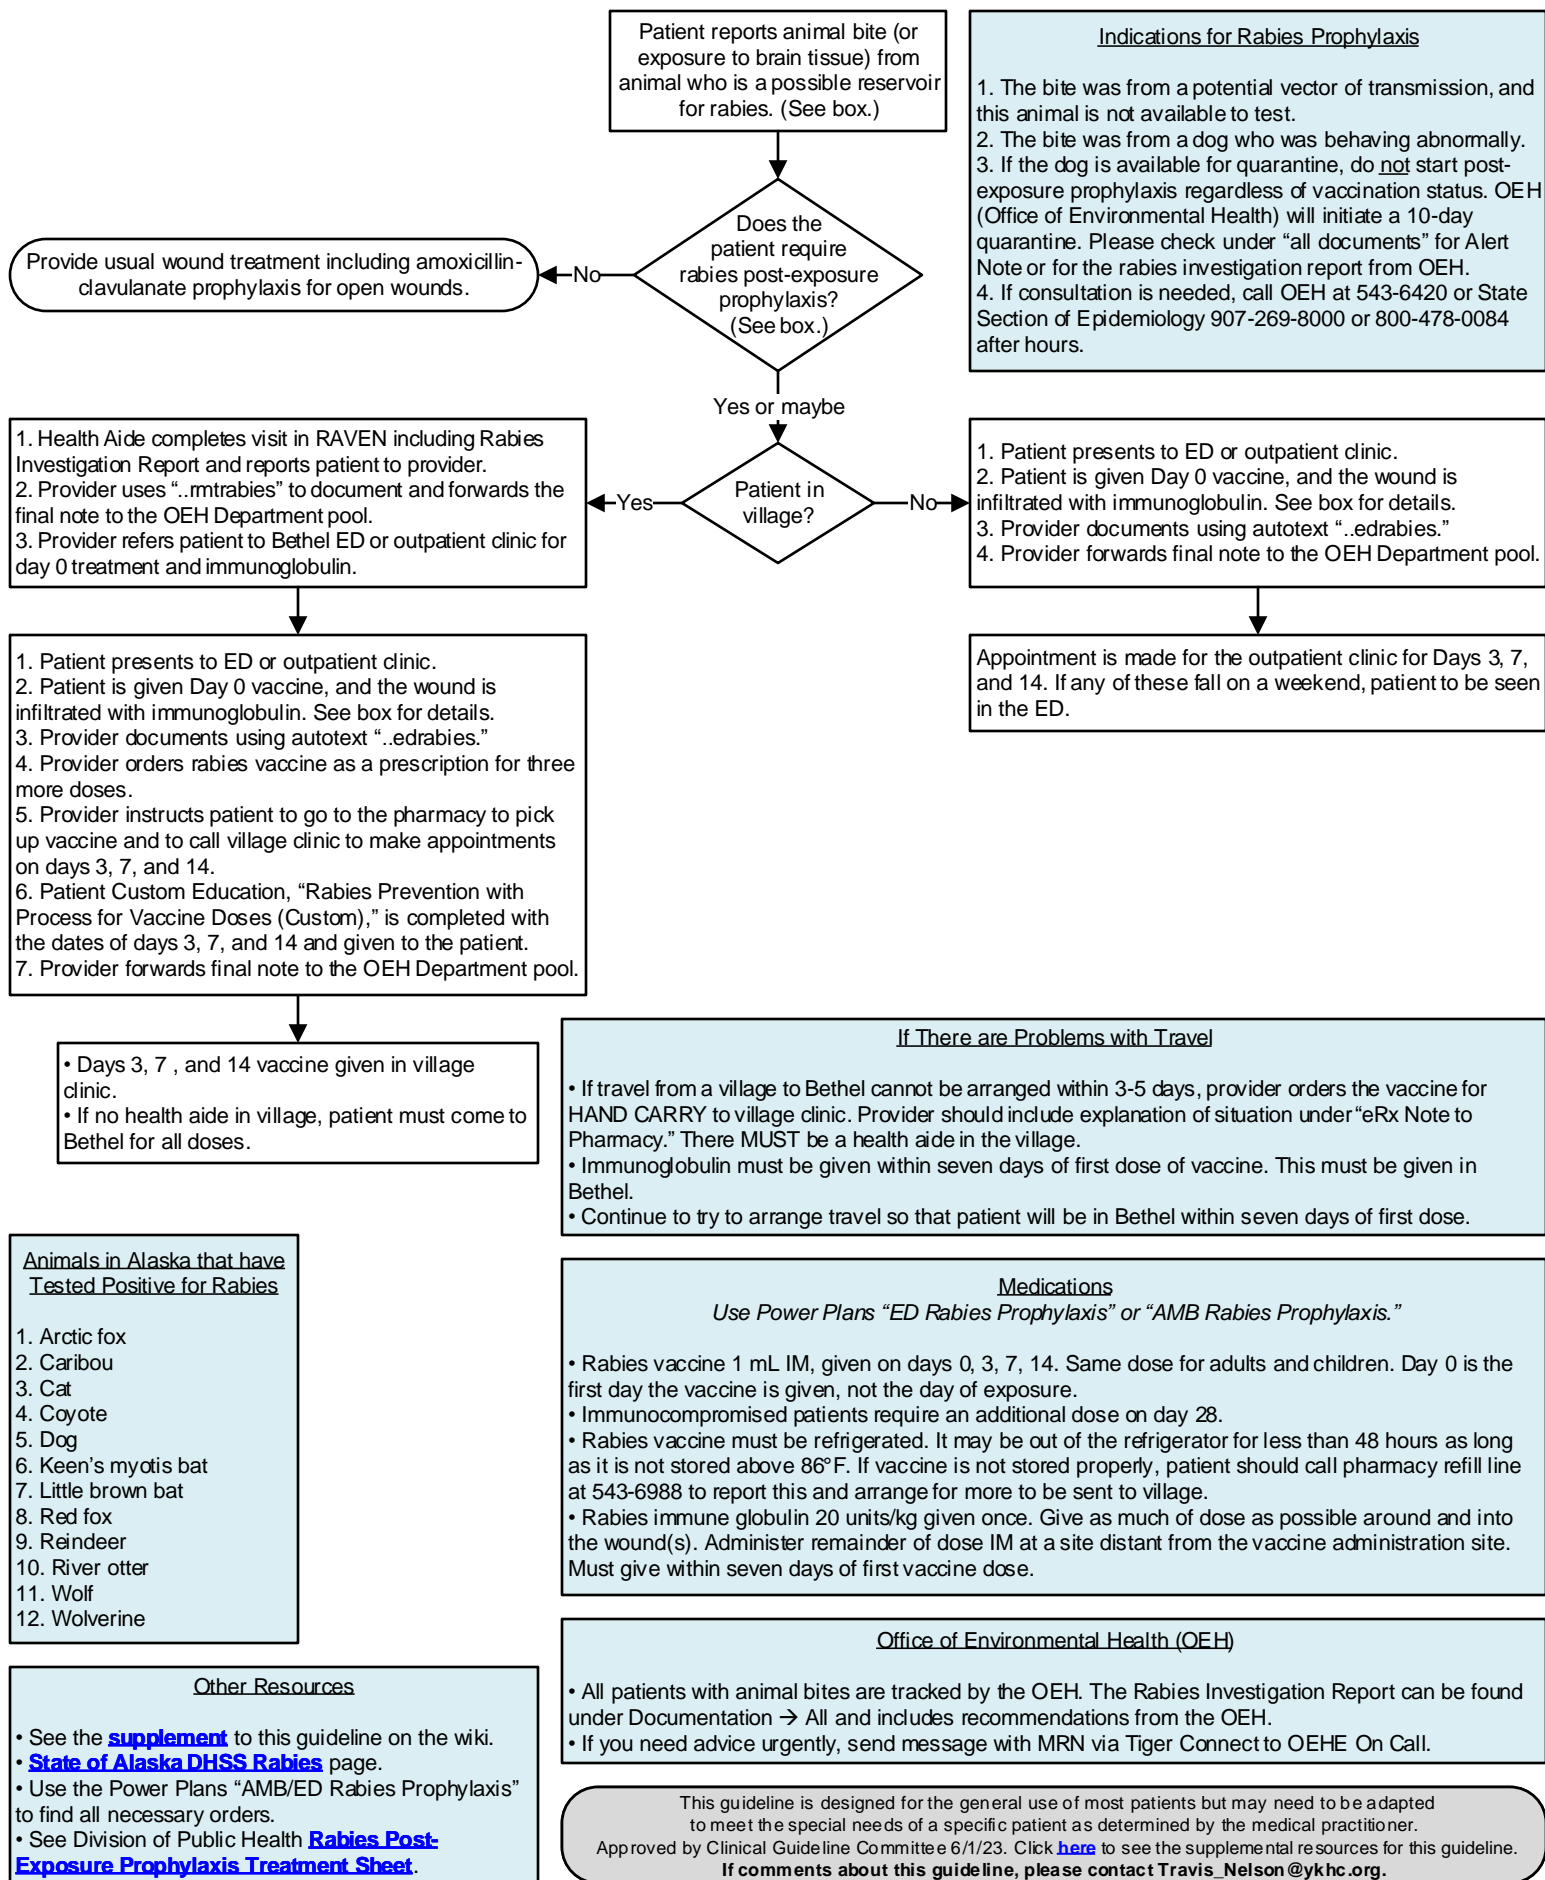 Patient reports animal bite (or
exposure to brain tissue) from
animal who is a possible reservoir
for rabies. (See box.)
Indications for Rabies Prophylaxis
1. The bite was from a potential vector of transmission, and
this animal is not available to test.
2. The bite was from a dog who was behaving abnormally.
3. If the dog is available for quarantine, do not start post-
exposure prophylaxis regardless of vaccination status. OEH
(Office of Environmental Health) will initiate a 10-day
quarantine. Please check under “all documents” for Alert
Note or for the rabies investigation report from OEH.
4. If consultation is needed, call OEH at 543-6420 or State
Section of Epidemiology 907-269-8000 or 800-478-0084
after hours.
Does the
patient require
rabies post-exposure
prophylaxis?
(See box.)
No
Provide usual wound treatment including amoxicillin-
clavulanate prophylaxis for open wounds.
Yes or maybe
Patient in
village?
Yes
No
1. Health Aide completes visit in RAVEN including Rabies
Investigation Report and reports patient to provider.
2. Provider uses “..rmtrabies” to document and forwards the
final note to the OEH Department pool.
3. Provider refers patient to Bethel ED or outpatient clinic for
day 0 treatment and immunoglobulin.
1. Patient presents to ED or outpatient clinic.
2. Patient is given Day 0 vaccine, and the wound is
infiltrated with immunoglobulin. See box for details.
3. Provider documents using autotext “..edrabies.”
4. Provider forwards final note to the OEH Department pool.
1. Patient presents to ED or outpatient clinic.
2. Patient is given Day 0 vaccine, and the wound is
infiltrated with immunoglobulin. See box for details.
3. Provider documents using autotext “..edrabies.”
4. Provider orders rabies vaccine as a prescription for three
more doses.
5. Provider instructs patient to go to the pharmacy to pick
up vaccine and to call village clinic to make appointments
on days 3, 7, and 14.
6. Patient Custom Education, “Rabies Prevention with
Process for Vaccine Doses (Custom),” is completed with
the dates of days 3, 7, and 14 and given to the patient.
7. Provider forwards final note to the OEH Department pool.
Appointment is made for the outpatient clinic for Days 3, 7,
and 14. If any of these fall on a weekend, patient to be seen
in the ED.
• Days 3, 7 , and 14 vaccine given in village
clinic.
• If no health aide in village, patient must come to
Bethel for all doses.
If There are Problems with Travel
• If travel from a village to Bethel cannot be arranged within 3-5 days, provider orders the vaccine for
HAND CARRY to village clinic. Provider should include explanation of situation under “eRx Note to
Pharmacy.” There MUST be a health aide in the village.
• Immunoglobulin must be given within seven days of first dose of vaccine. This must be given in
Bethel.
• Continue to try to arrange travel so that patient will be in Bethel within seven days of first dose.
Animals in Alaska that have
Tested Positive for Rabies
1. Arctic fox
2. Caribou
3. Cat
4. Coyote
5. Dog
6. Keen’s myotis bat
7. Little brown bat
8. Red fox
9. Reindeer
10. River otter
11. Wolf
12. Wolverine
Medications
Use Power Plans “ED Rabies Prophylaxis” or “AMB Rabies Prophylaxis.”
• Rabies vaccine 1 mL IM, given on days 0, 3, 7, 14. Same dose for adults and children. Day 0 is the
first day the vaccine is given, not the day of exposure.
• Immunocompromised patients require an additional dose on day 28.
• Rabies vaccine must be refrigerated. It may be out of the refrigerator for less than 48 hours as long
as it is not stored above 86°F. If vaccine is not stored properly, patient should call pharmacy refill line
at 543-6988 to report this and arrange for more to be sent to village.
• Rabies immune globulin 20 units/kg given once. Give as much of dose as possible around and into
the wound(s). Administer remainder of dose IM at a site distant from the vaccine administration site.
Must give within seven days of first vaccine dose.
Office of Environmental Health (OEH)
• All patients with animal bites are tracked by the OEH. The Rabies Investigation Report can be found
under Documentation → All and includes recommendations from the OEH.
• If you need advice urgently, send message with MRN via Tiger Connect to OEHE On Call.
Other Resources
• See the supplement to this guideline on the wiki.
• State of Alaska DHSS Rabies page.
• Use the Power Plans “AMB/ED Rabies Prophylaxis”
to find all necessary orders.
• See Division of Public Health Rabies Post-
Exposure Prophylaxis Treatment Sheet.
This guideline is designed for the general use of most patients but may need to be adapted
to meet the special needs of a specific patient as determined by the medical practitioner.
Approved by Clinical Guideline Committee 6/1/23. Click here to see the supplemental resources for this guideline.
If comments about this guideline, please contact Travis_Nelson@ykhc.org.